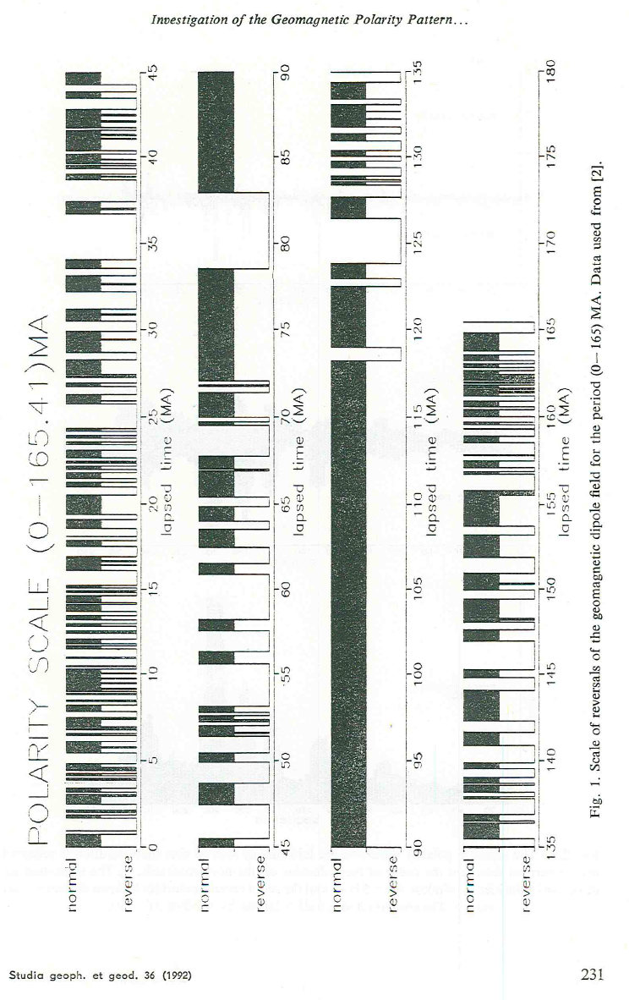 Investigation of the Geomagnetic Polarity Pattern...
POLARITY SCALE (0-165.41)MA
normal
reverse
0 5 10 15 20 25 30 35 40 45
lapsed time (MA)
normal
reverse
45 50 55 60 65 70 75 80 85 90
lapsed time (MA)
normal
reverse
90 95 100 105 110 115 120 125 130 135
lapsed time (MA)
normal
reverse
135 140 145 150 155 160 165 170 175 180
lapsed time (MA)
Fig. 1. Scale of reversals of the geomagnetic dipole field for the period (0—165) MA. Data used from [2].
Studia geoph. et geod. 36 (1992)
231